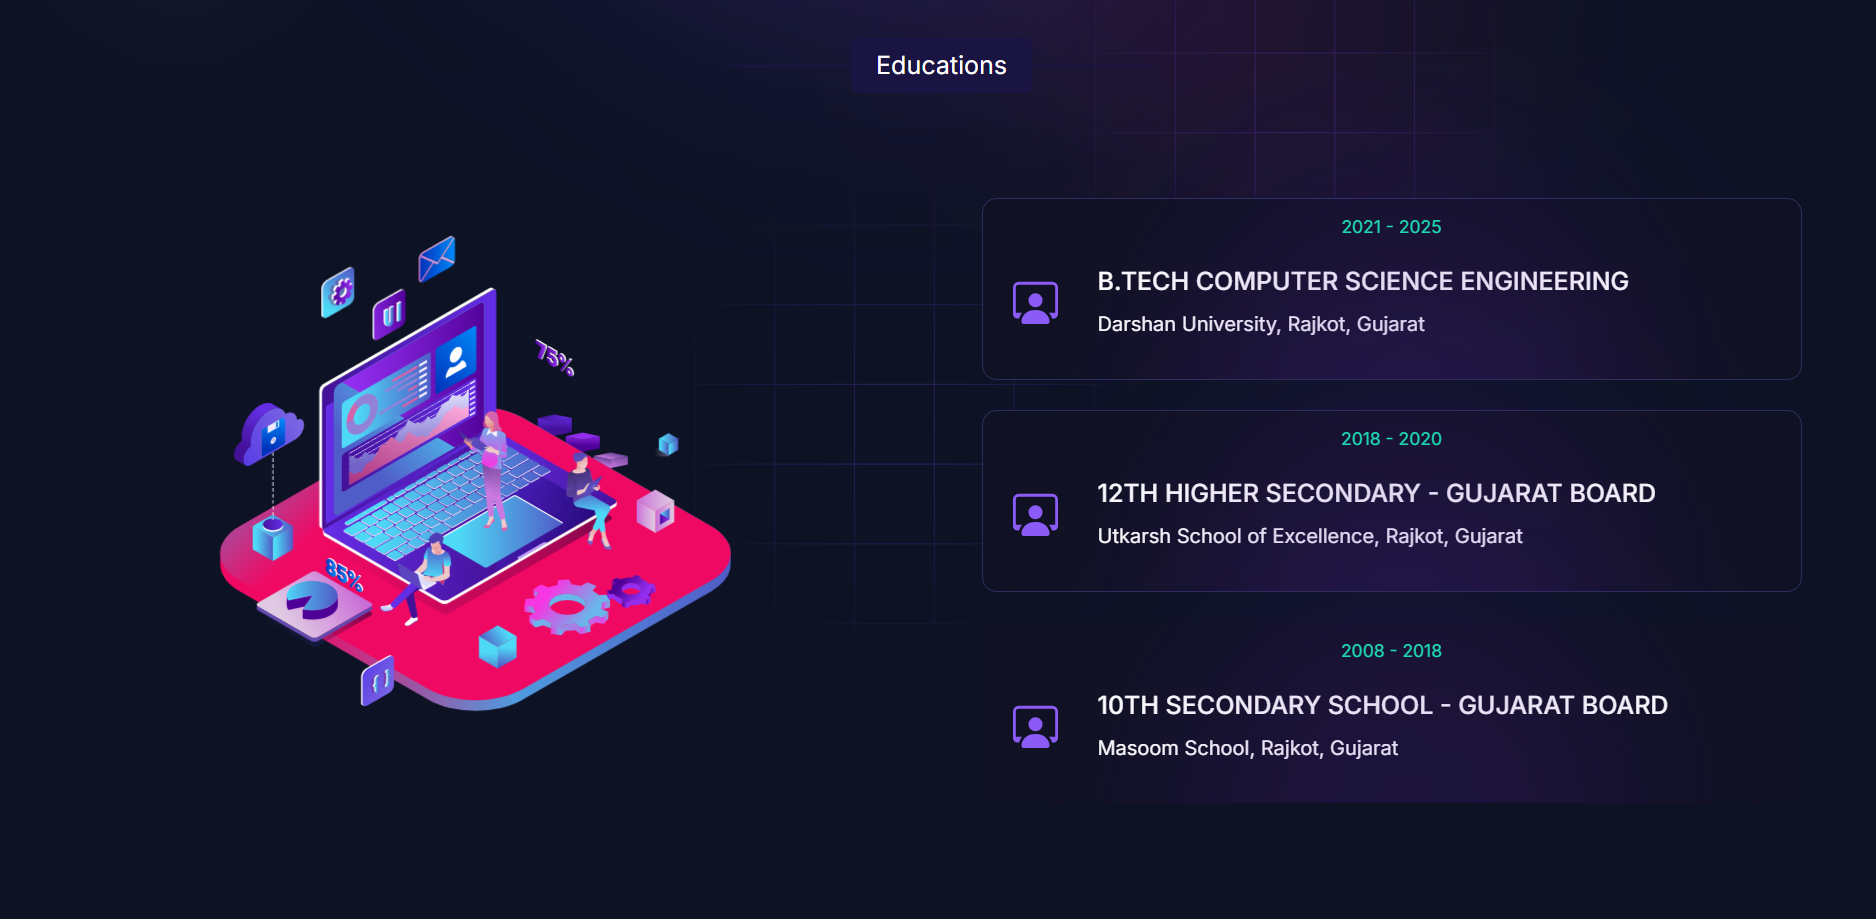 Educations
UI
75%
85%
{ }
2021 - 2025
B.TECH COMPUTER SCIENCE ENGINEERING
Darshan University, Rajkot, Gujarat
2018 - 2020
12TH HIGHER SECONDARY - GUJARAT BOARD
Utkarsh School of Excellence, Rajkot, Gujarat
2008 - 2018
10TH SECONDARY SCHOOL - GUJARAT BOARD
Masoom School, Rajkot, Gujarat